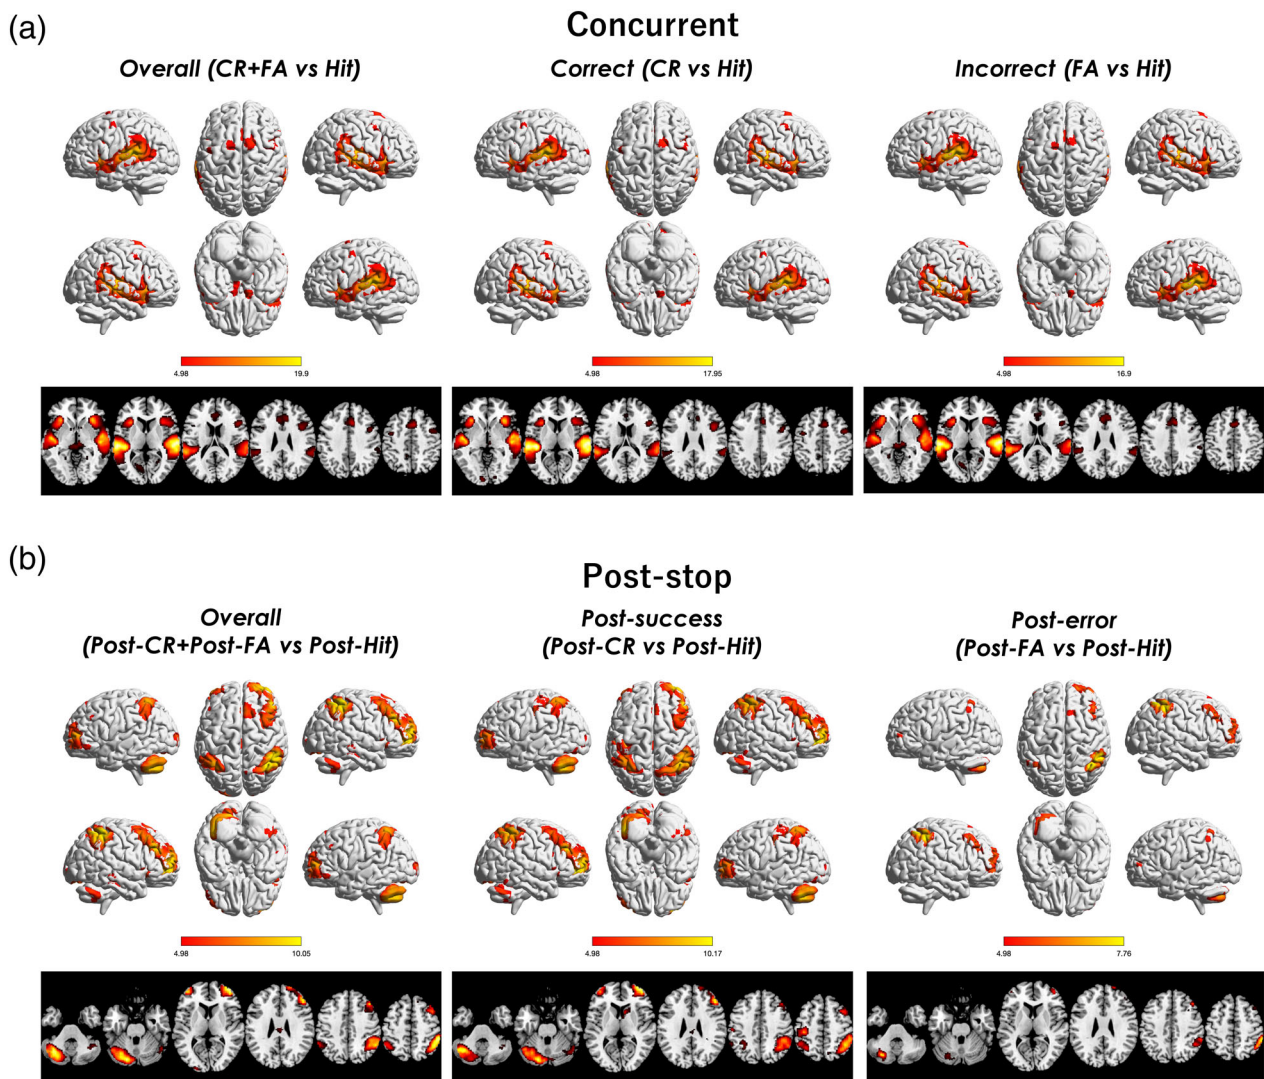 (a)
Concurrent
Overall (CR+FA vs Hit)
Correct (CR vs Hit)
Incorrect (FA vs Hit)
4.98
19.9
4.98
17.95
4.98
16.9
(b)
Post-stop
Overall
(Post-CR+Post-FA vs Post-Hit)
Post-success
(Post-CR vs Post-Hit)
Post-error
(Post-FA vs Post-Hit)
4.98
10.05
4.98
10.17
4.98
7.76